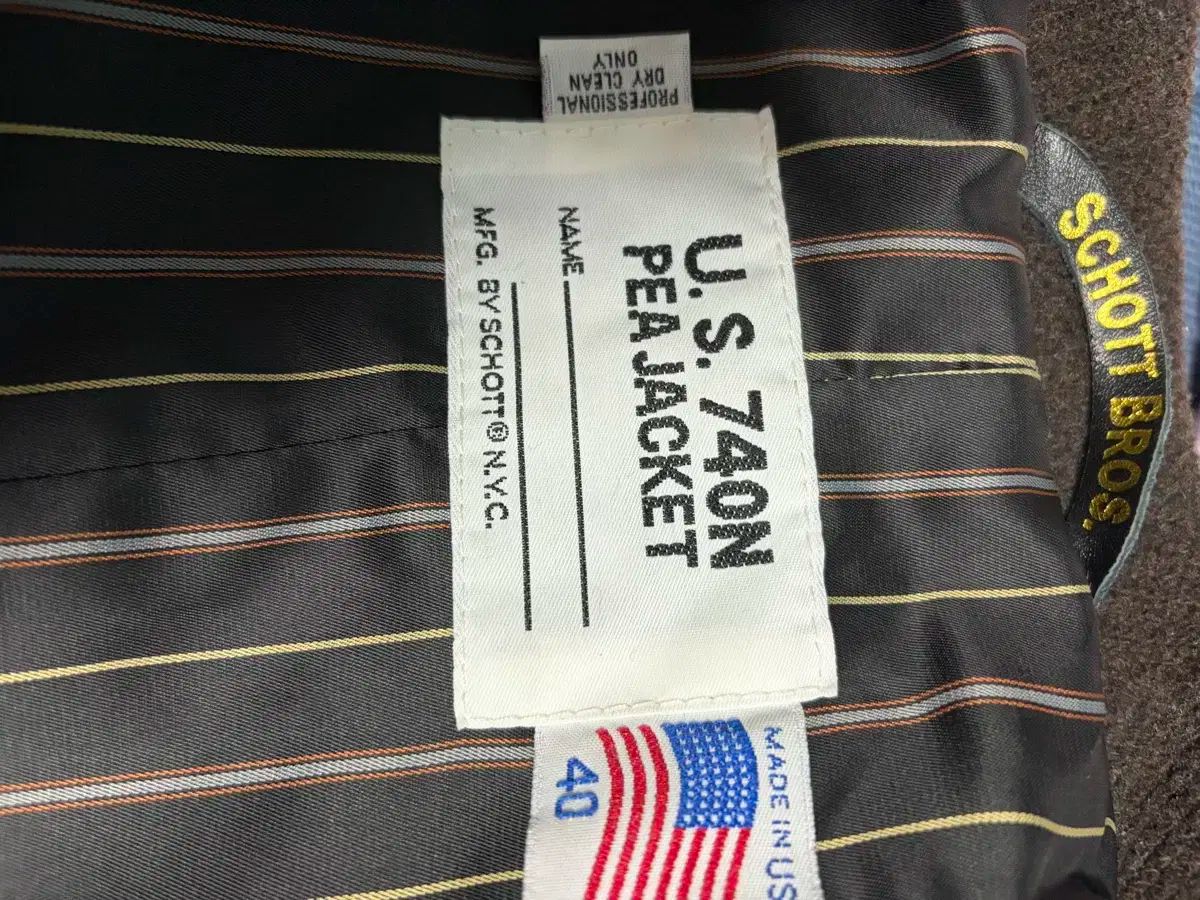 PROFESSIONAL
DRY CLEAN
ONLY
U.S. 740N
PEA JACKET
NAME
MFG. BY SCHOTT® N.Y.C.
MADE IN US
40
SCHOTT BROS.